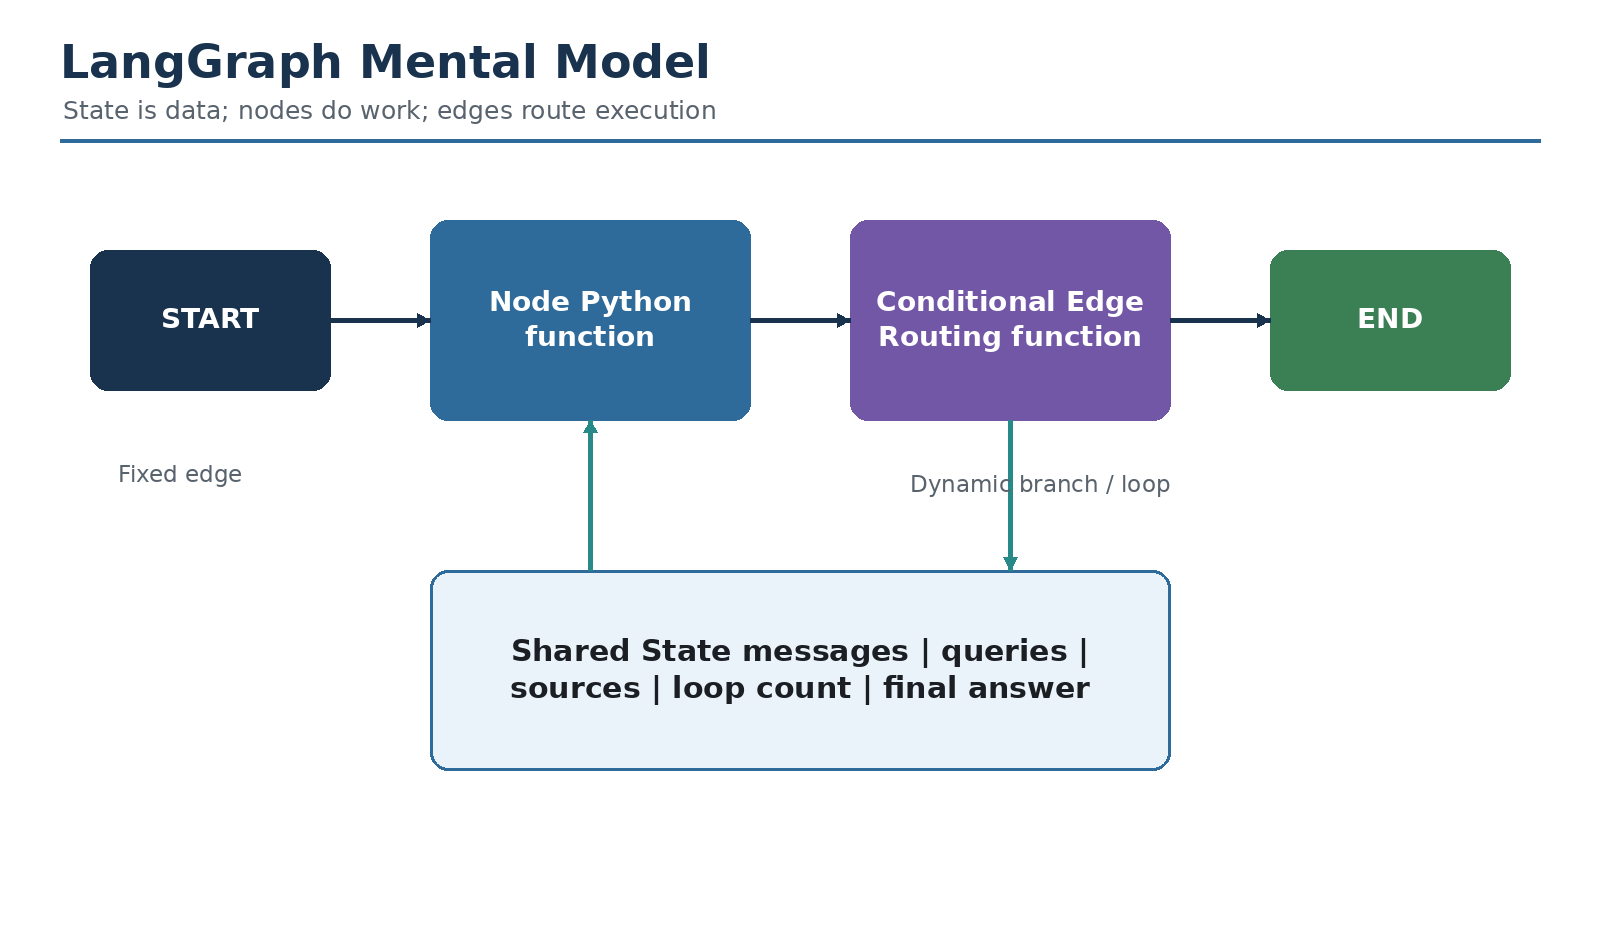 LangGraph Mental Model
State is data; nodes do work; edges route execution
START
Node Python
function
Conditional Edge
Routing function
END
Fixed edge
Dynamic branch / loop
Shared State messages | queries |
sources | loop count | final answer